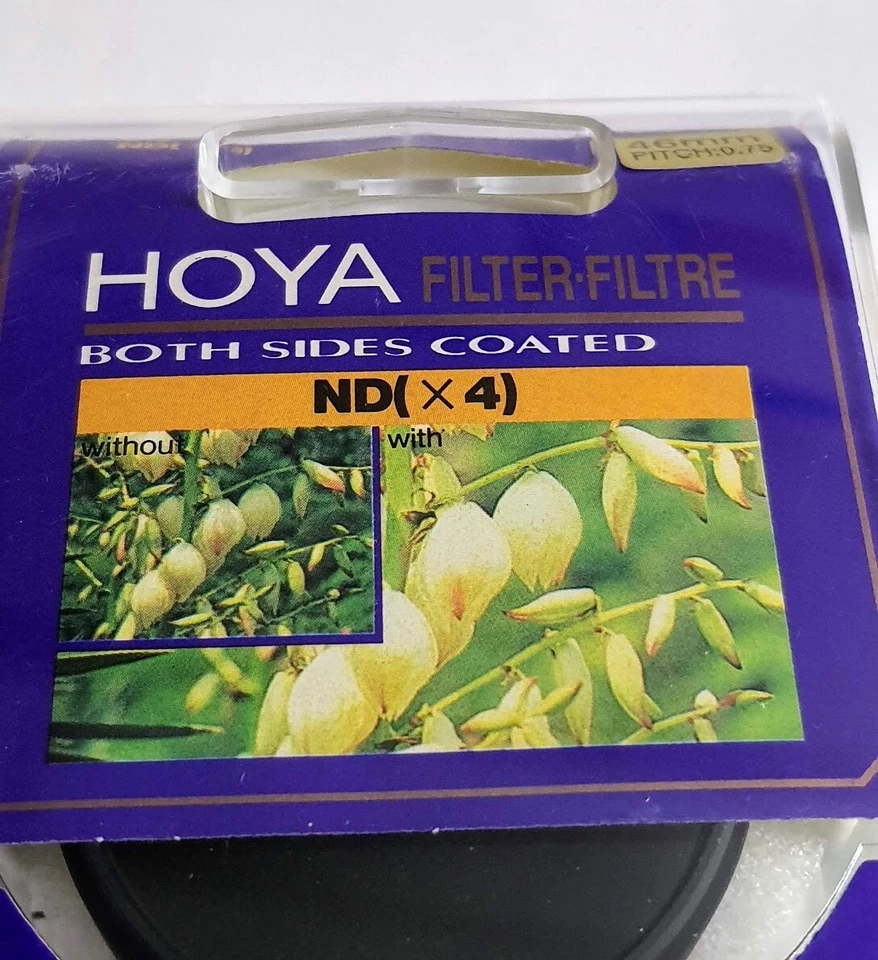 46mm
PITCH:0.75
HOYA FILTER·FILTRE
BOTH SIDES COATED
ND(×4)
without
with